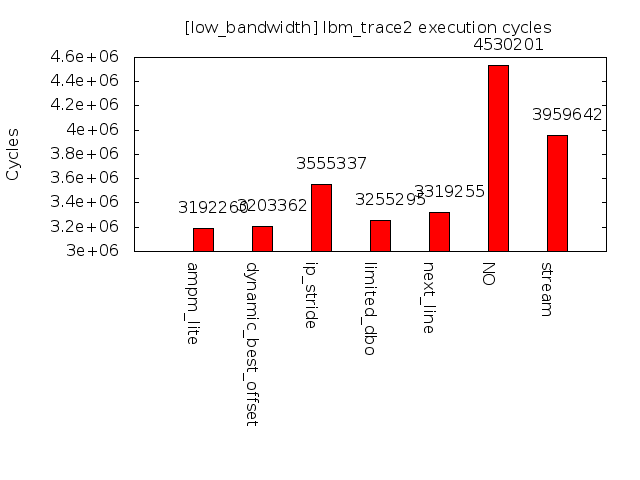 [low_bandwidth] lbm_trace2 execution cycles
Cycles
4.6e+06
4.4e+06
4.2e+06
4e+06
3.8e+06
3.6e+06
3.4e+06
3.2e+06
3e+06
3192260
3203362
3555337
3255295
3319255
4530201
3959642
ampm_lite
dynamic_best_offset
ip_stride
limited_dbo
next_line
NO
stream